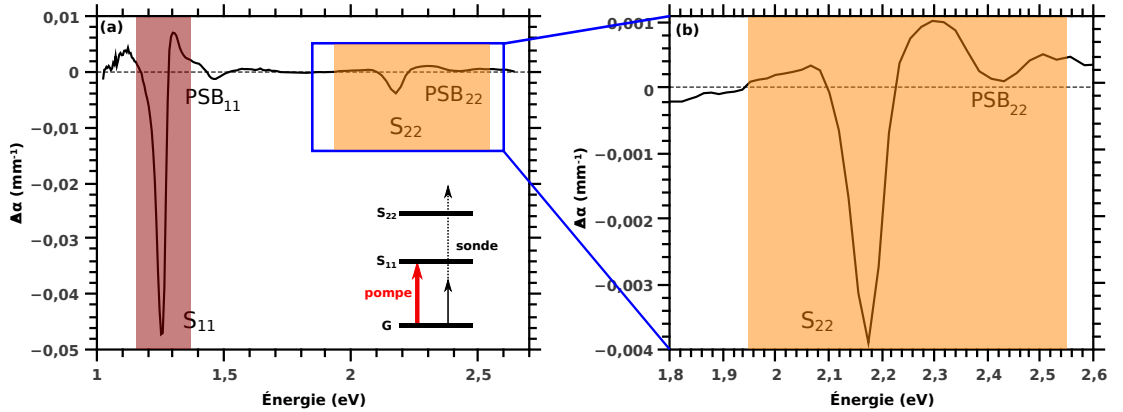 (a)
0,01
0
−0,01
−0,02
−0,03
−0,04
−0,05
Δα (mm⁻¹)
PSB₁₁
S₁₁
PSB₂₂
S₂₂
S₂₂
S₁₁
G
sonde
pompe
1 1,5 2 2,5
Énergie (eV)
(b)
0,001
0
−0,001
−0,002
−0,003
−0,004
Δα (mm⁻¹)
PSB₂₂
S₂₂
1,8 1,9 2 2,1 2,2 2,3 2,4 2,5 2,6
Énergie (eV)